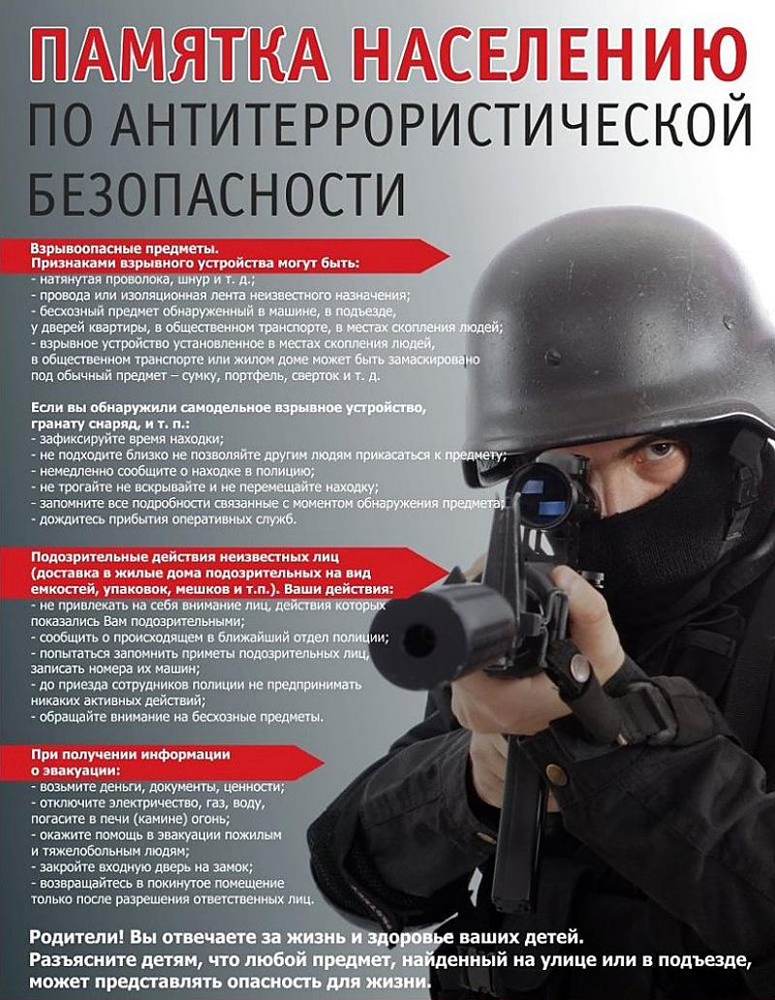 ПАМЯТКА НАСЕЛЕНИЮ
ПО АНТИТЕРРОРИСТИЧЕСКОЙ
БЕЗОПАСНОСТИ
Взрывоопасные предметы.
Признаками взрывного устройства могут быть:
- натянутая проволока, шнур и т. д.;
- провода или изоляционная лента неизвестного назначения;
- бесхозный предмет обнаруженный в машине, в подъезде,
у дверей квартиры, в общественном транспорте, в местах скопления людей;
- взрывное устройство установленное в местах скопления людей,
в общественном транспорте или жилом доме может быть замаскировано
под обычный предмет – сумку, портфель, сверток и т. д.
Если вы обнаружили самодельное взрывное устройство,
гранату снаряд, и т. п.:
- зафиксируйте время находки;
- не подходите близко не позволяйте другим людям прикасаться к предмету;
- немедленно сообщите о находке в полицию;
- не трогайте не вскрывайте и не перемещайте находку;
- запомните все подробности связанные с моментом обнаружения предмета;
- дождитесь прибытия оперативных служб.
Подозрительные действия неизвестных лиц
(доставка в жилые дома подозрительных на вид
емкостей, упаковок, мешков и т.п.). Ваши действия:
- не привлекать на себя внимание лиц, действия которых
показались Вам подозрительными;
- сообщить о происходящем в ближайший отдел полиции;
- попытаться запомнить приметы подозрительных лиц,
записать номера их машин;
- до приезда сотрудников полиции не предпринимать
никаких активных действий;
- обращайте внимание на бесхозные предметы.
При получении информации
о эвакуации:
- возьмите деньги, документы, ценности;
- отключите электричество, газ, воду,
погасите в печи (камине) огонь;
- окажите помощь в эвакуации пожилым
и тяжелобольным людям;
- закройте входную дверь на замок;
- возвращайтесь в покинутое помещение
только после разрешения ответственных лиц.
Родители! Вы отвечаете за жизнь и здоровье ваших детей.
Разъясните детям, что любой предмет, найденный на улице или в подъезде,
может представлять опасность для жизни.